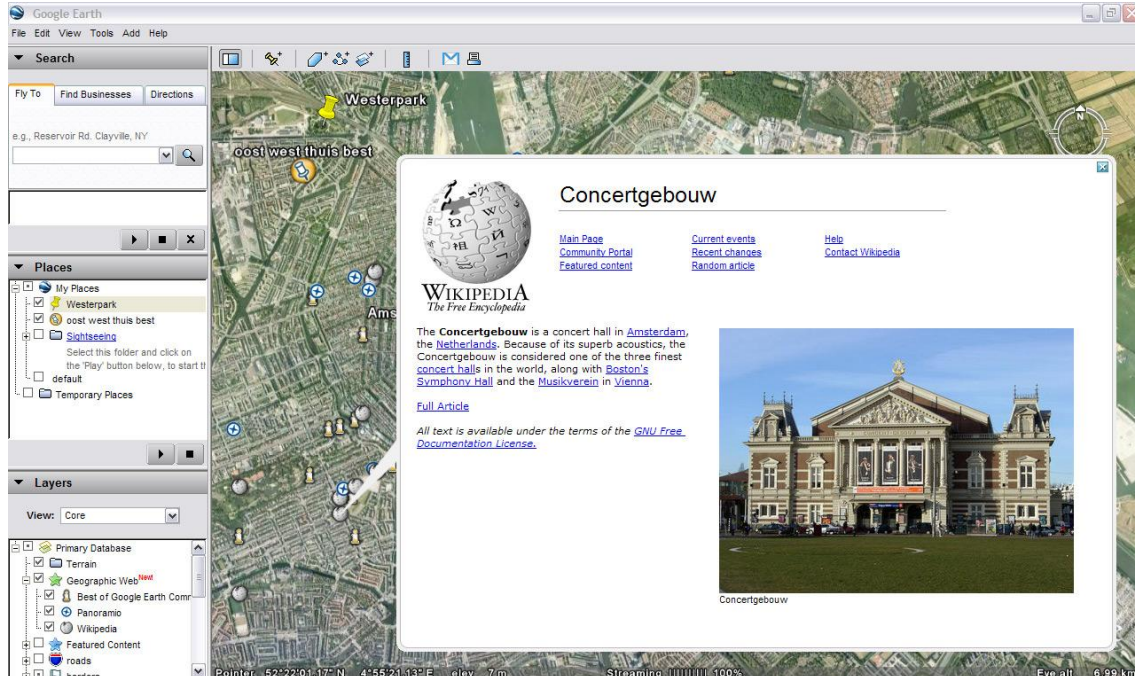 Google Earth
File Edit View Tools Add Help
Search
Fly To Find Businesses Directions
e.g., Reservoir Rd. Clayville, NY
Places
My Places
Westerpark
oost west thuis best
Sightseeing
Select this folder and click on
the 'Play' button below, to start th
default
Temporary Places
Layers
View: Core
Primary Database
Terrain
Geographic Web New!
Best of Google Earth Comm
Panoramio
Wikipedia
Featured Content
roads
borders
Westerpark
oost west thuis best
Ams
N
WIKIPEDIA
The Free Encyclopedia
Concertgebouw
Main Page Current events Help
Community Portal Recent changes Contact Wikipedia
Featured content Random article
The Concertgebouw is a concert hall in Amsterdam,
the Netherlands. Because of its superb acoustics, the
Concertgebouw is considered one of the three finest
concert halls in the world, along with Boston's
Symphony Hall and the Musikverein in Vienna.
Full Article
All text is available under the terms of the GNU Free
Documentation License.
Concertgebouw
Pointer 52°22'01.17" N 4°55'21.13" E elev 7 m Streaming 100% Eye alt 6.99 km